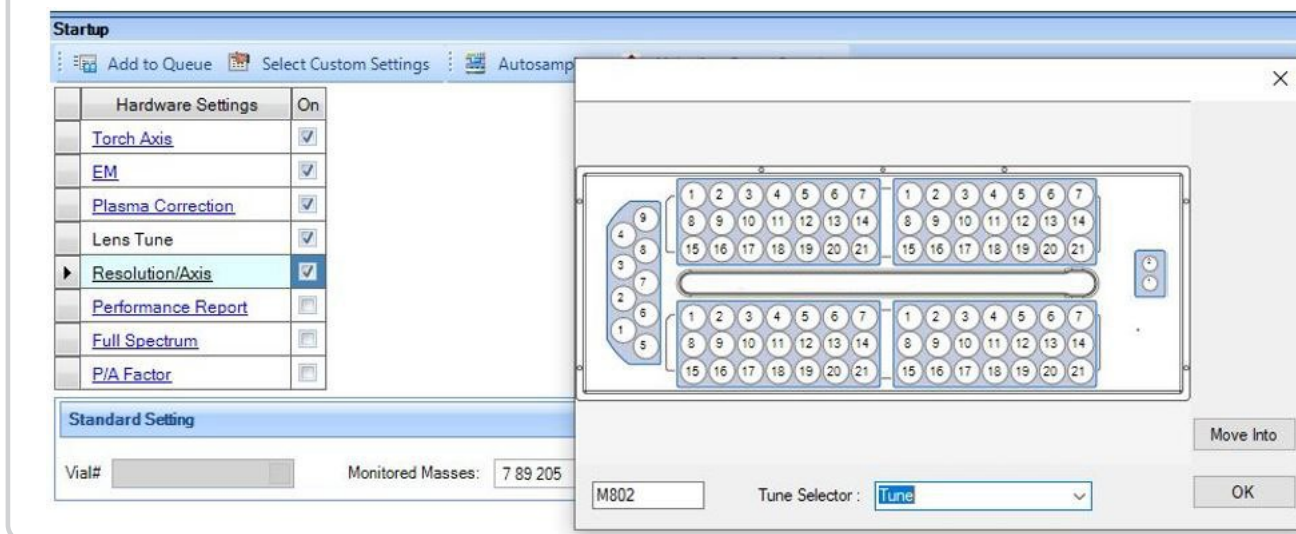 Startup
Add to Queue Select Custom Settings Autosamp
Hardware Settings On
Torch Axis
EM
Plasma Correction
Lens Tune
Resolution/Axis
Performance Report
Full Spectrum
P/A Factor
Standard Setting
Vial# Monitored Masses: 7 89 205
1 2 3 4 5 6 7 1 2 3 4 5 6 7
8 9 10 11 12 13 14 8 9 10 11 12 13 14
15 16 17 18 19 20 21 15 16 17 18 19 20 21
9
4
8
3
7
2
6
1
5
1 2 3 4 5 6 7 1 2 3 4 5 6 7
8 9 10 11 12 13 14 8 9 10 11 12 13 14
15 16 17 18 19 20 21 15 16 17 18 19 20 21
Move Into
M802 Tune Selector : Tune OK